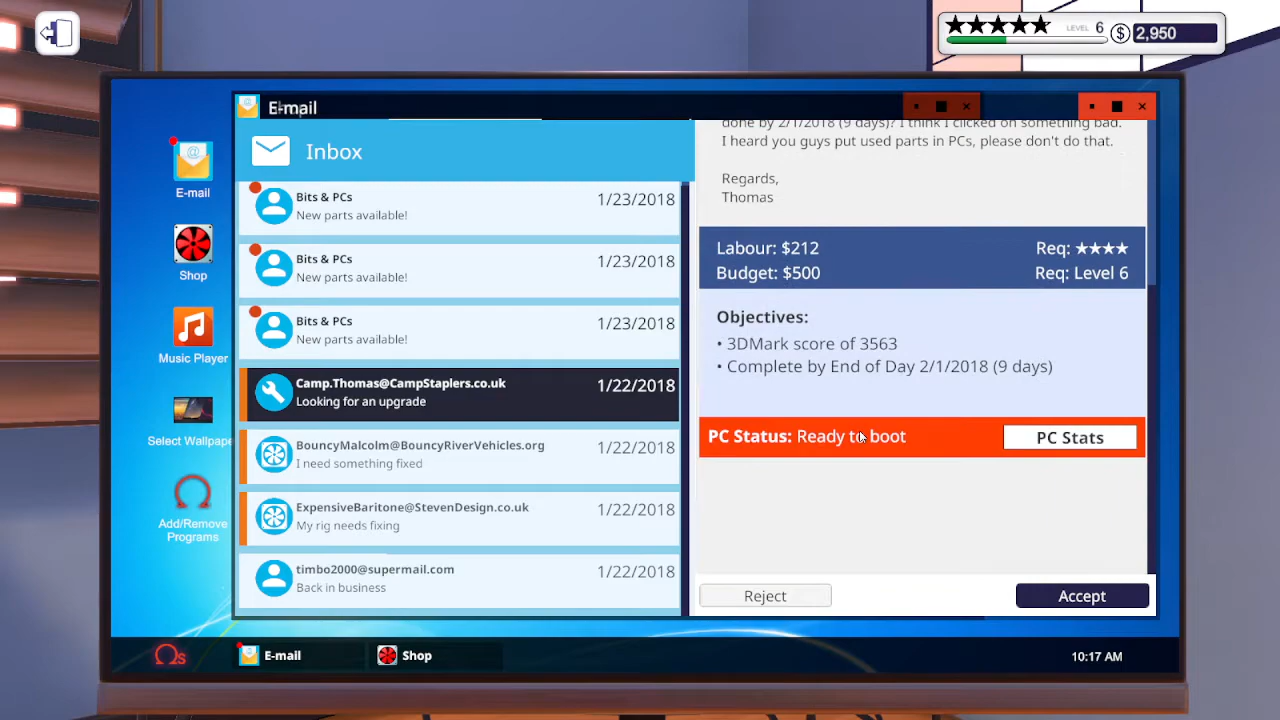 LEVEL 6 $ 2,950
E-mail
Inbox
done by 2/1/2018 (9 days)? I think I clicked on something bad.
I heard you guys put used parts in PCs, please don't do that.
Regards,
Thomas
Labour: $212
Req: ★★★★
Budget: $500
Req: Level 6
Objectives:
• 3DMark score of 3563
• Complete by End of Day 2/1/2018 (9 days)
PC Status: Ready to boot
PC Stats
Reject
Accept
Bits & PCs
1/23/2018
New parts available!
Bits & PCs
1/23/2018
New parts available!
Bits & PCs
1/23/2018
New parts available!
Camp.Thomas@CampStaplers.co.uk
1/22/2018
Looking for an upgrade
BouncyMalcolm@BouncyRiverVehicles.org
1/22/2018
I need something fixed
ExpensiveBaritone@StevenDesign.co.uk
1/22/2018
My rig needs fixing
timbo2000@supermail.com
1/22/2018
Back in business
E-mail
Shop
Music Player
Select Wallpape
Add/Remove
Programs
Ωs
E-mail
Shop
10:17 AM